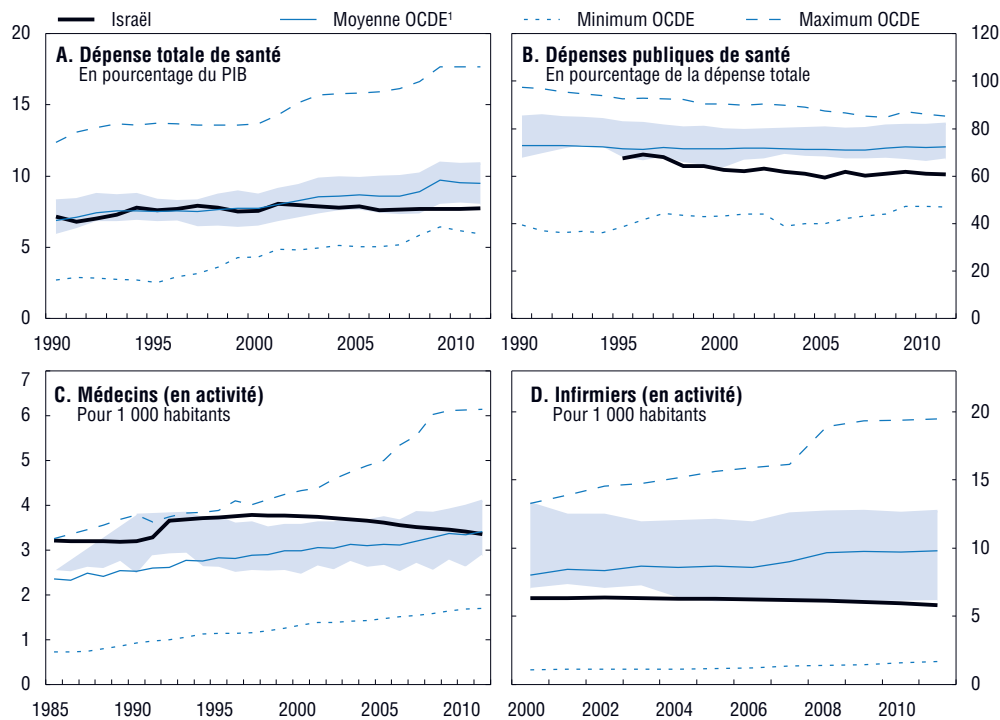 Israël
Moyenne OCDE¹
Minimum OCDE
Maximum OCDE
A. Dépense totale de santé
En pourcentage du PIB
20
15
10
5
0
1990 1995 2000 2005 2010
B. Dépenses publiques de santé
En pourcentage de la dépense totale
120
100
80
60
40
20
0
1990 1995 2000 2005 2010
C. Médecins (en activité)
Pour 1 000 habitants
7
6
5
4
3
2
1
0
1985 1990 1995 2000 2005 2010
D. Infirmiers (en activité)
Pour 1 000 habitants
20
15
10
5
0
2000 2002 2004 2006 2008 2010